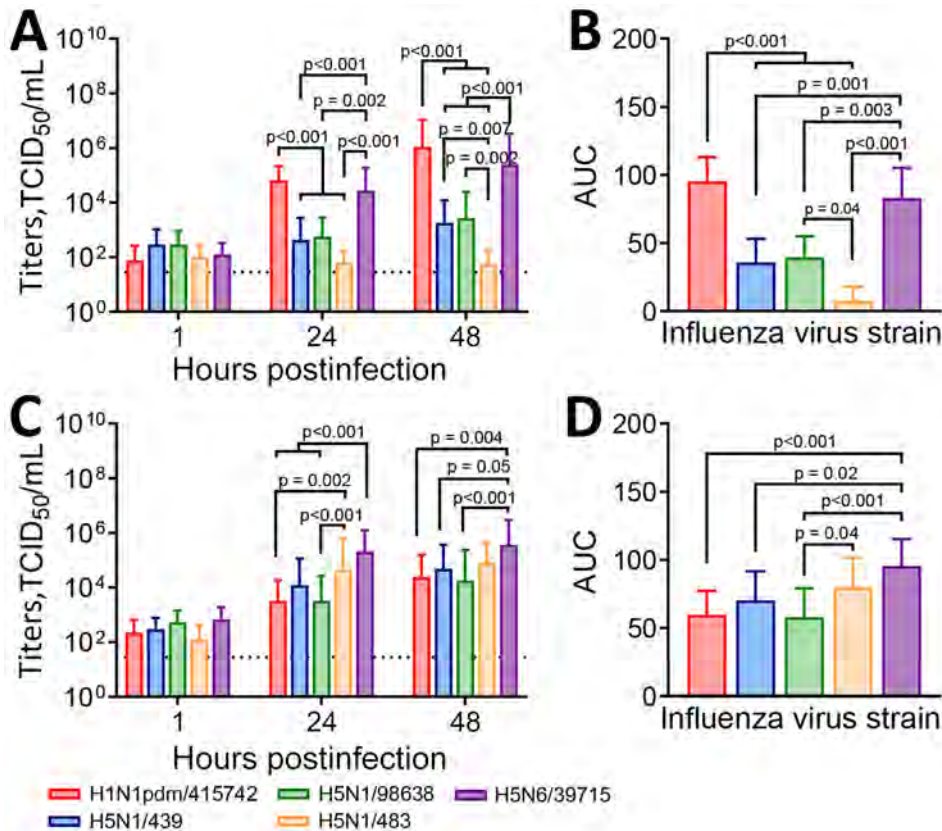 A
Titers,TCID50/mL
10^10
10^8
10^6
10^4
10^2
10^0
p<0.001
p<0.001
p = 0.002
p<0.001
p<0.001
p<0.001
p = 0.007
p = 0.002
1
24
48
Hours postinfection
B
AUC
200
150
100
50
0
p<0.001
p = 0.001
p = 0.003
p<0.001
p = 0.04
Influenza virus strain
C
Titers,TCID50/mL
10^10
10^8
10^6
10^4
10^2
10^0
p<0.001
p = 0.002
p<0.001
p = 0.004
p = 0.05
p<0.001
1
24
48
Hours postinfection
D
AUC
200
150
100
50
0
p<0.001
p = 0.02
p<0.001
p = 0.04
Influenza virus strain
H1N1pdm/415742
H5N1/98638
H5N6/39715
H5N1/439
H5N1/483